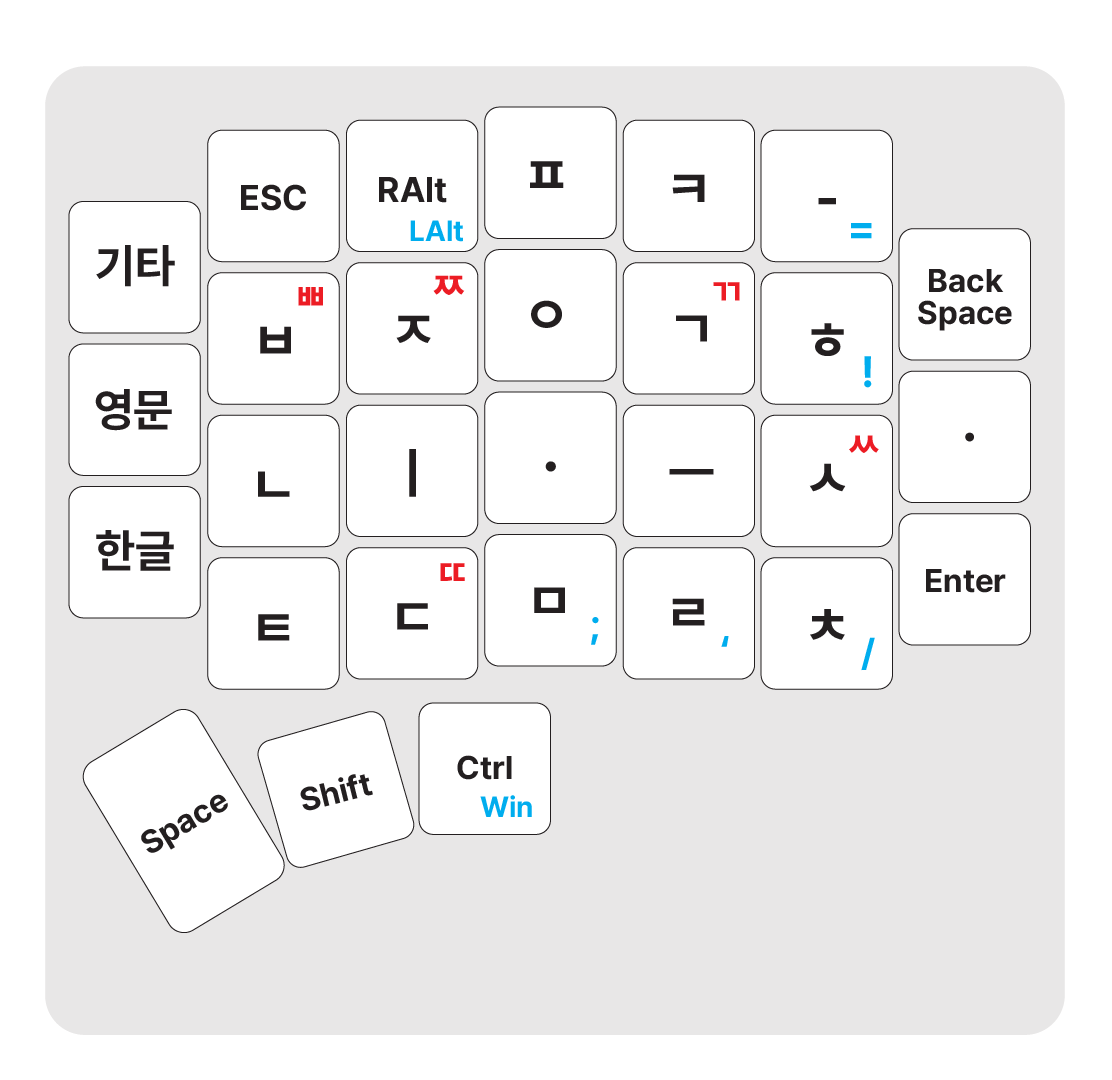 ESC
RAlt
LAlt
ㅍ
ㅋ
-
=
기타
ㅃ
ㅂ
ㅉ
ㅈ
ㅇ
ㄲ
ㄱ
ㅎ
!
Back
Space
영문
ㄴ
ㅣ
·
ㅡ
ㅆ
ㅅ
·
한글
ㅌ
ㄸ
ㄷ
ㅁ
;
ㄹ
,
ㅊ
/
Enter
Space
Shift
Ctrl
Win